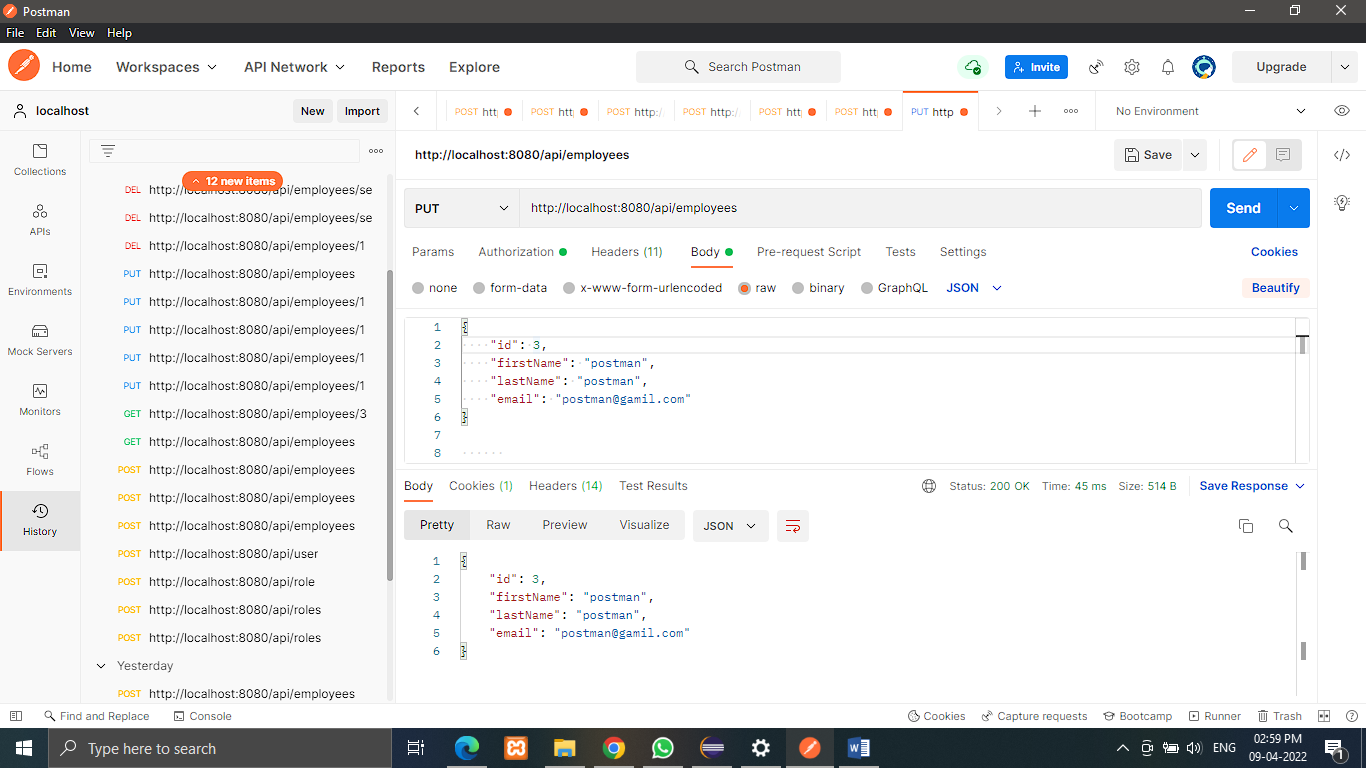 Postman
File Edit View Help
Home Workspaces API Network Reports Explore Search Postman Invite Upgrade
localhost New Import
POST htt POST htt POST http:/ POST http:/ POST htt POST htt PUT http No Environment
Collections
APIs
Environments
Mock Servers
Monitors
Flows
History
12 new items
DEL http://localhost:8080/api/employees/se
DEL http://localhost:8080/api/employees/se
DEL http://localhost:8080/api/employees/1
PUT http://localhost:8080/api/employees
PUT http://localhost:8080/api/employees/1
PUT http://localhost:8080/api/employees/1
PUT http://localhost:8080/api/employees/1
PUT http://localhost:8080/api/employees/1
GET http://localhost:8080/api/employees/3
GET http://localhost:8080/api/employees
POST http://localhost:8080/api/employees
POST http://localhost:8080/api/employees
POST http://localhost:8080/api/employees
POST http://localhost:8080/api/user
POST http://localhost:8080/api/role
POST http://localhost:8080/api/roles
POST http://localhost:8080/api/roles
Yesterday
POST http://localhost:8080/api/employees
http://localhost:8080/api/employees Save
PUT http://localhost:8080/api/employees Send
Params Authorization Headers (11) Body Pre-request Script Tests Settings Cookies
none form-data x-www-form-urlencoded raw binary GraphQL JSON Beautify
1 {
2 ····"id":·3,
3 ····"firstName":·"postman",
4 ····"lastName":·"postman",
5 ····"email":·"postman@gamil.com"
6 }
7
8 ······
Body Cookies (1) Headers (14) Test Results Status: 200 OK Time: 45 ms Size: 514 B Save Response
Pretty Raw Preview Visualize JSON
1 {
2 "id": 3,
3 "firstName": "postman",
4 "lastName": "postman",
5 "email": "postman@gamil.com"
6 }
Find and Replace Console Cookies Capture requests Bootcamp Runner Trash
Type here to search ENG 02:59 PM
09-04-2022 1